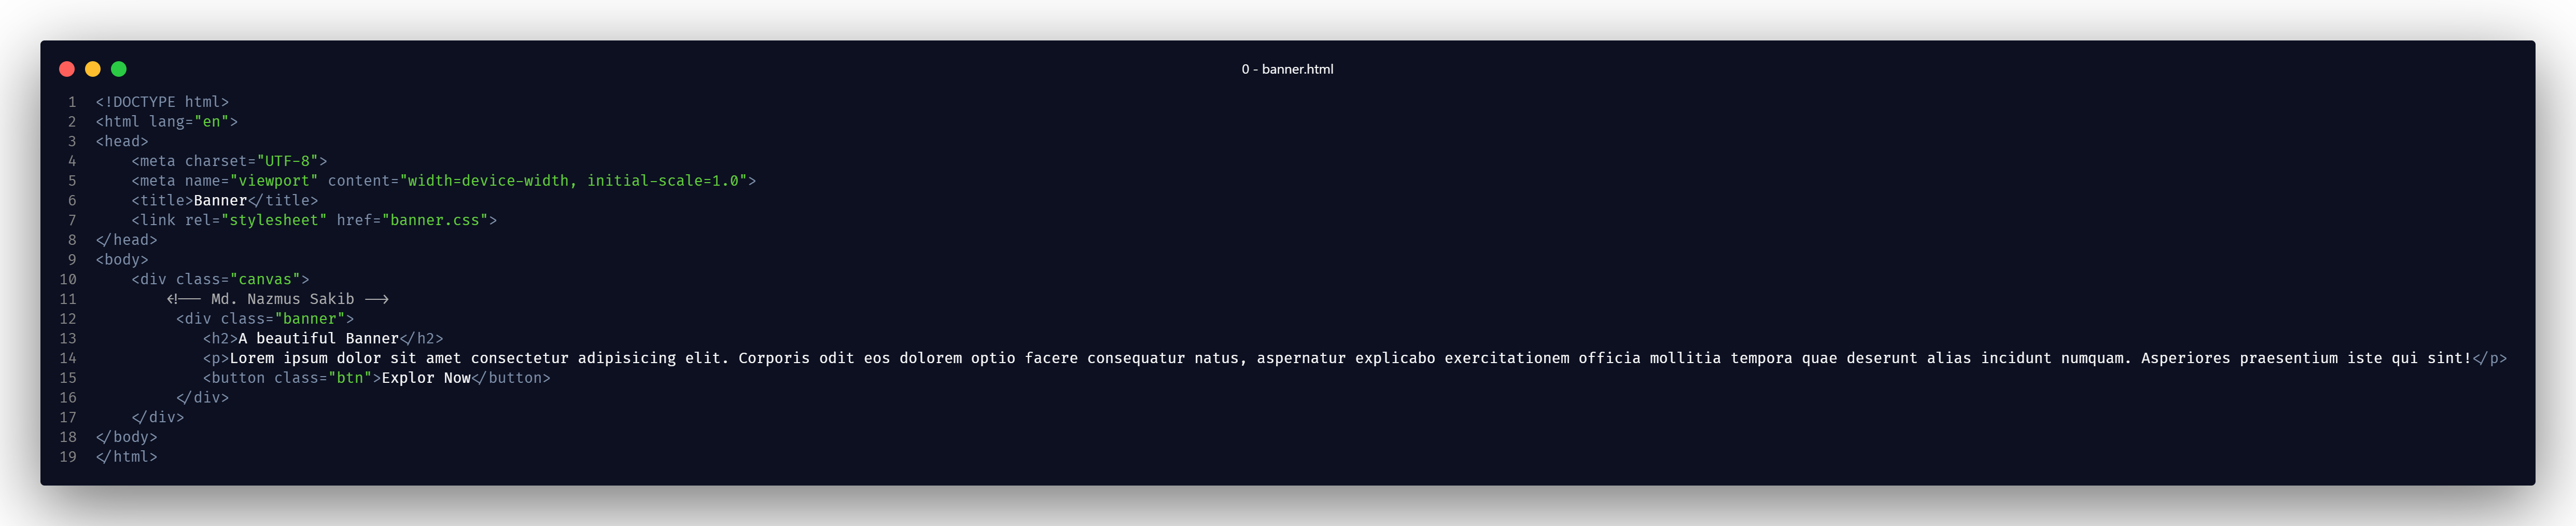 0 - banner.html
1 <!DOCTYPE html>
2 <html lang="en">
3 <head>
4     <meta charset="UTF-8">
5     <meta name="viewport" content="width=device-width, initial-scale=1.0">
6     <title>Banner</title>
7     <link rel="stylesheet" href="banner.css">
8 </head>
9 <body>
10     <div class="canvas">
11         <!-- Md. Nazmus Sakib -->
12          <div class="banner">
13             <h2>A beautiful Banner</h2>
14             <p>Lorem ipsum dolor sit amet consectetur adipisicing elit. Corporis odit eos dolorem optio facere consequatur natus, aspernatur explicabo exercitationem officia mollitia tempora quae deserunt alias incidunt numquam. Asperiores praesentium iste qui sint!</p>
15             <button class="btn">Explor Now</button>
16          </div>
17     </div>
18 </body>
19 </html>